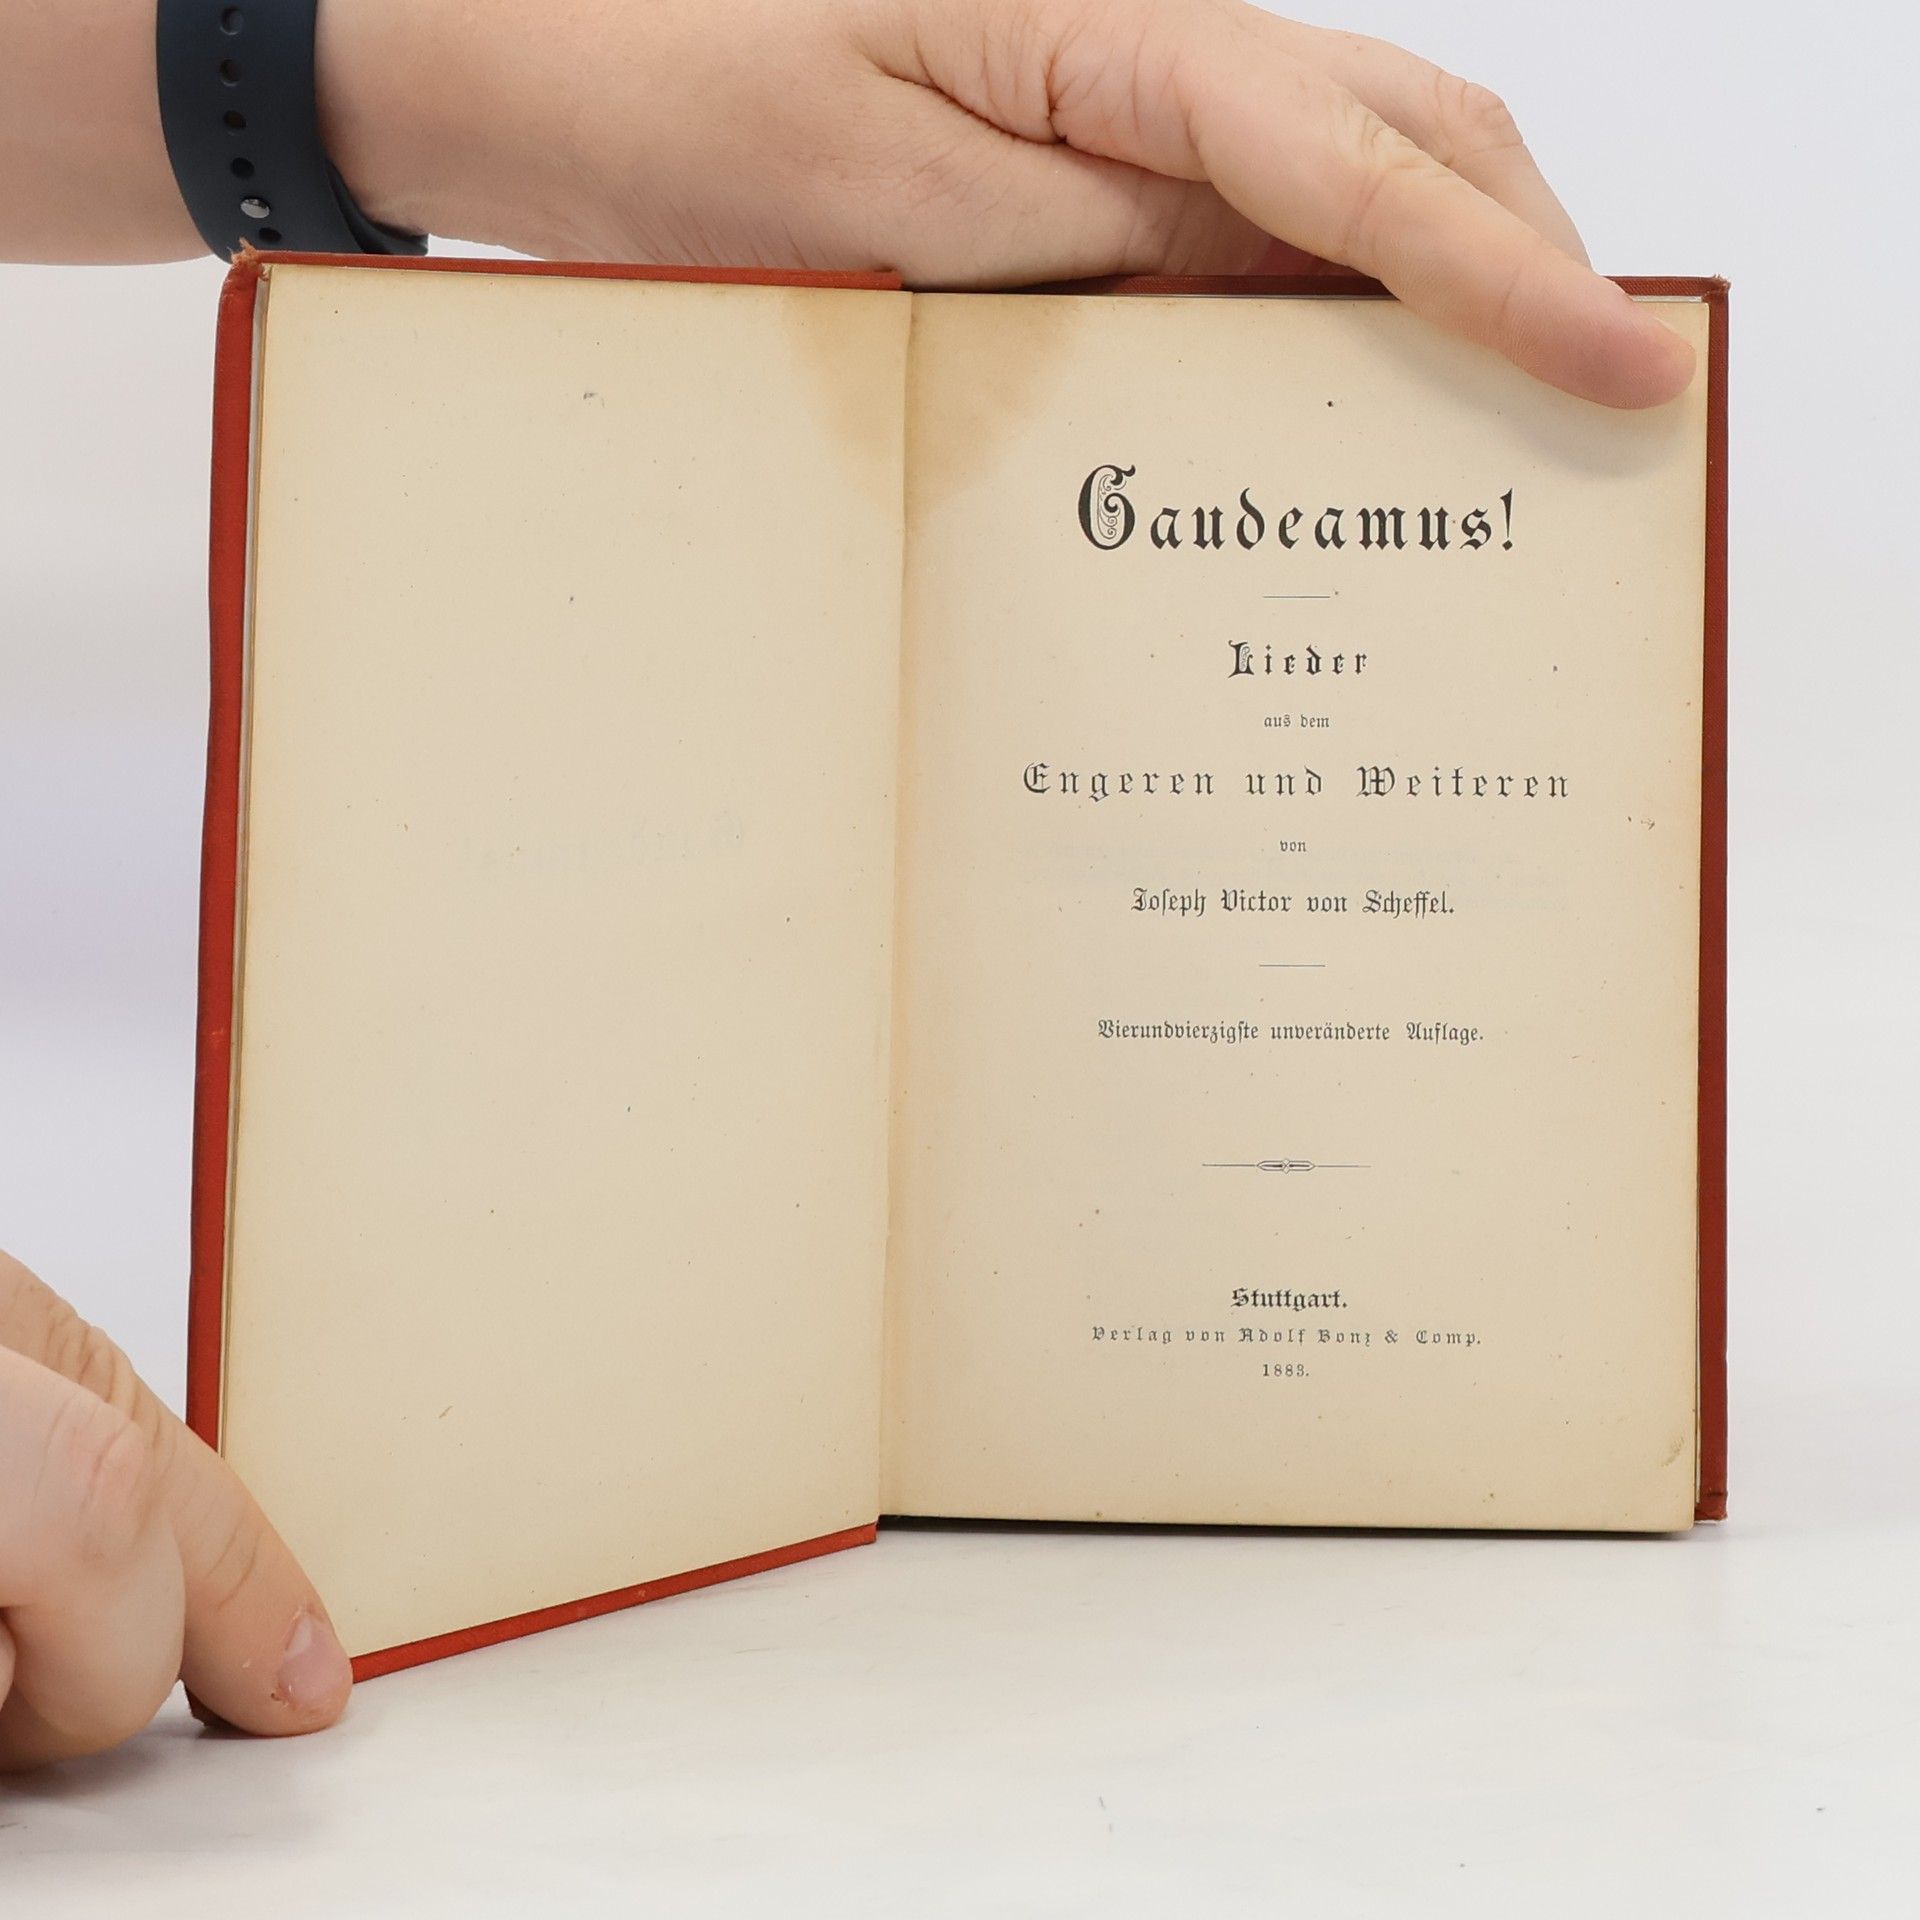 Gaudeamus!
Lieder
aus dem
Engeren und Weiteren
von
Joseph Victor von Scheffel.
Vierundvierzigste unveränderte Auflage.
Stuttgart.
Verlag von Adolf Bonz & Comp.
1883.